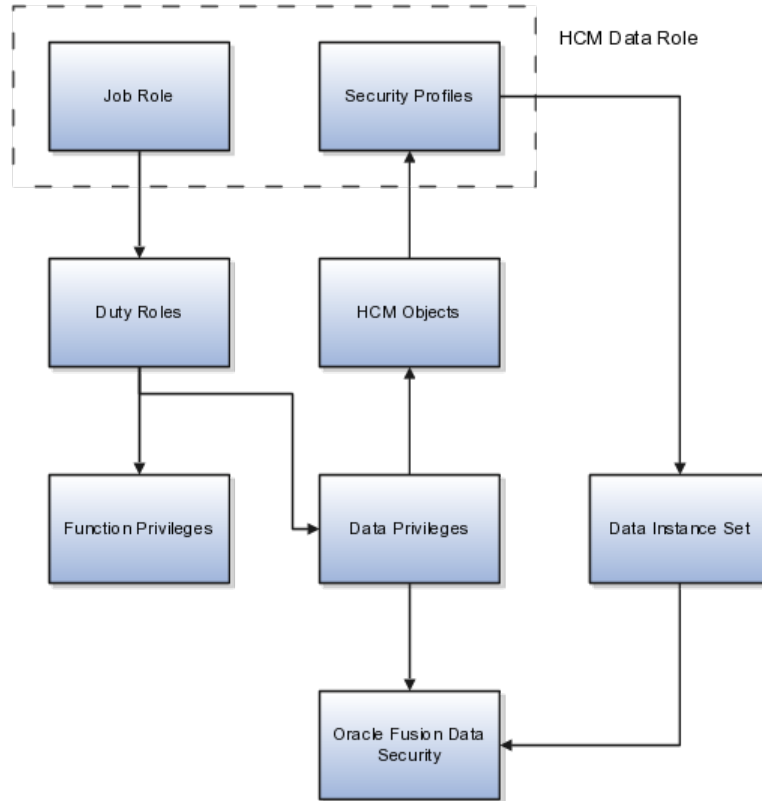 HCM Data Role
Job Role
Security Profiles
Duty Roles
HCM Objects
Function Privileges
Data Privileges
Data Instance Set
Oracle Fusion Data
Security